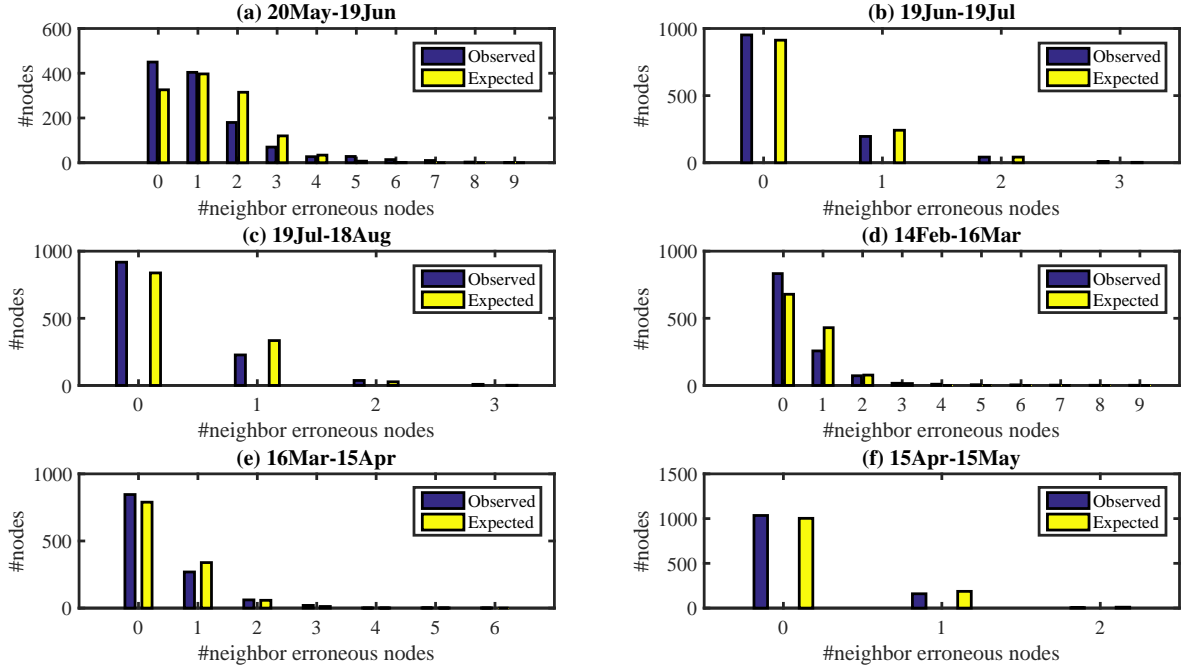 (a) 20May-19Jun
600
400
200
0
#nodes
Observed
Expected
0 1 2 3 4 5 6 7 8 9
#neighbor erroneous nodes
(b) 19Jun-19Jul
1000
500
0
#nodes
Observed
Expected
0 1 2 3
#neighbor erroneous nodes
(c) 19Jul-18Aug
1000
500
0
#nodes
Observed
Expected
0 1 2 3
#neighbor erroneous nodes
(d) 14Feb-16Mar
1000
500
0
#nodes
Observed
Expected
0 1 2 3 4 5 6 7 8 9
#neighbor erroneous nodes
(e) 16Mar-15Apr
1000
500
0
#nodes
Observed
Expected
0 1 2 3 4 5 6
#neighbor erroneous nodes
(f) 15Apr-15May
1500
1000
500
0
#nodes
Observed
Expected
0 1 2
#neighbor erroneous nodes